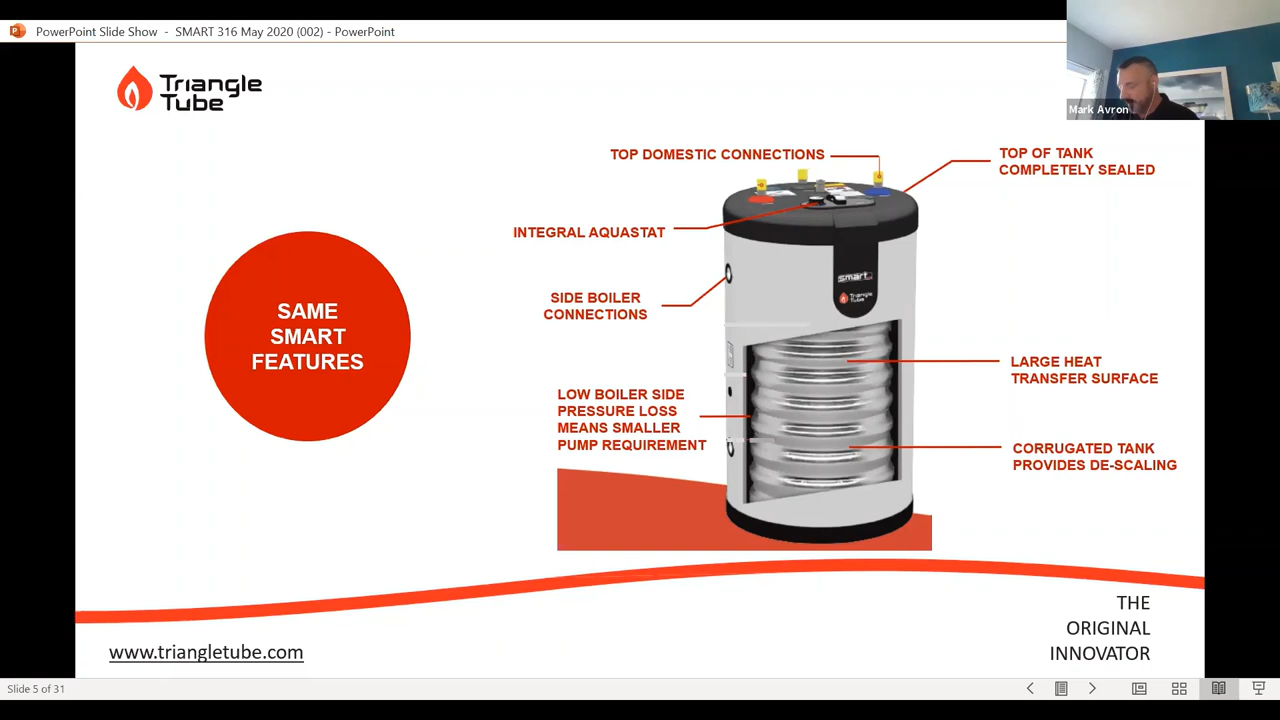 PowerPoint Slide Show - SMART 316 May 2020 (002) - PowerPoint
Mark Avron
Triangle
Tube
TOP DOMESTIC CONNECTIONS
TOP OF TANK
COMPLETELY SEALED
INTEGRAL AQUASTAT
SIDE BOILER
CONNECTIONS
SAME
SMART
FEATURES
smart
Triangle
Tube
LARGE HEAT
TRANSFER SURFACE
LOW BOILER SIDE
PRESSURE LOSS
MEANS SMALLER
PUMP REQUIREMENT
CORRUGATED TANK
PROVIDES DE-SCALING
THE
ORIGINAL
INNOVATOR
www.triangletube.com
Slide 5 of 31